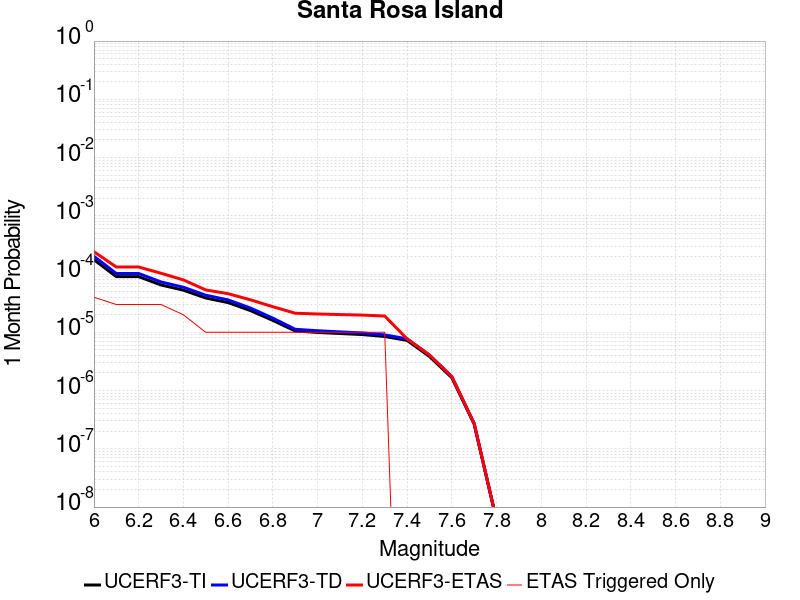 Santa Rosa Island
10^0
10^-1
10^-2
10^-3
10^-4
10^-5
10^-6
10^-7
10^-8
1 Month Probability
6 6.2 6.4 6.6 6.8 7 7.2 7.4 7.6 7.8 8 8.2 8.4 8.6 8.8 9
Magnitude
UCERF3-TI UCERF3-TD UCERF3-ETAS ETAS Triggered Only